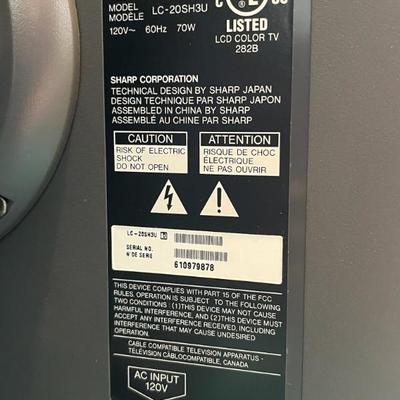 MODEL
MODÈLE LC-20SH3U
120V~ 60Hz 70W
C UL US
LISTED
LCD COLOR TV
282B
SHARP CORPORATION
TECHNICAL DESIGN BY SHARP JAPAN
DESIGN TECHNIQUE PAR SHARP JAPON
ASSEMBLED IN CHINA BY SHARP
ASSEMBLÉ AU CHINE PAR SHARP
CAUTION
RISK OF ELECTRIC
SHOCK
DO NOT OPEN
ATTENTION
RISQUE DE CHOC
ÉLECTRIQUE
NE PAS OUVRIR
LC-20SH3U
SERIAL NO.
N° DE SERIE
610979878
THIS DEVICE COMPLIES WITH PART 15 OF THE FCC
RULES, OPERATION IS SUBJECT TO THE FOLLOWING
TWO CONDITIONS : (1)THIS DEVICE MAY NOT CAUSE
HARMFUL INTERFERENCE, AND (2)THIS DEVICE MUST
ACCEPT ANY INTERFERENCE RECEIVED, INCLUDING
INTERFERENCE THAT MAY CAUSE UNDESIRED
OPERATION.
CABLE COMPATIBLE TELEVISION APPARATUS -
TÉLÉVISION CÂBLOCOMPATIBLE, CANADA
AC INPUT
120V